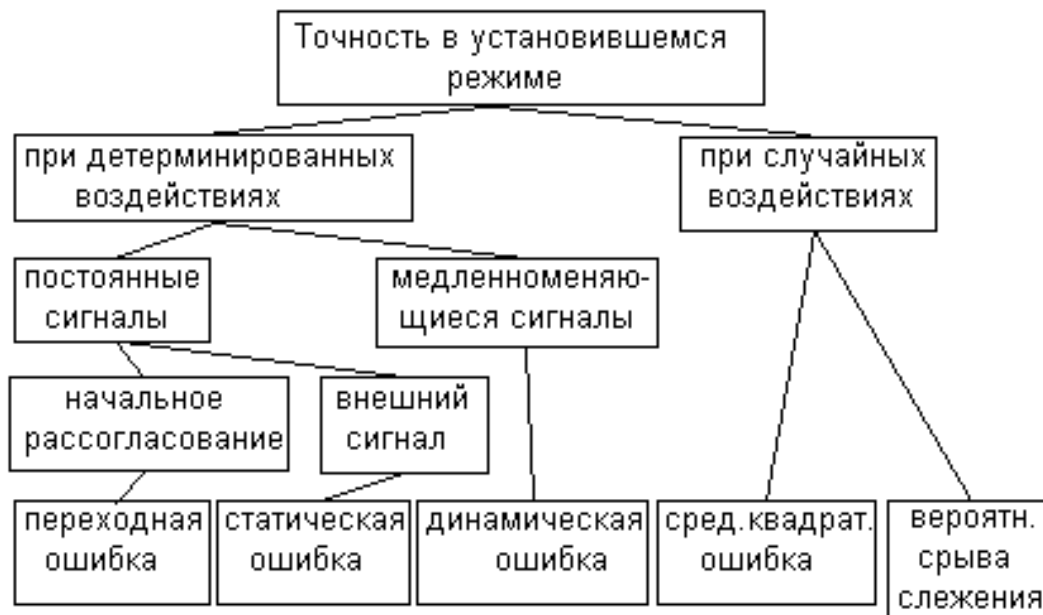 Точность в установившемся
режиме
при детерминированных
воздействиях
при случайных
воздействиях
постоянные
сигналы
медленноменяю-
щиеся сигналы
начальное
рассогласование
внешний
сигнал
переходная
ошибка
статическая
ошибка
динамическая
ошибка
сред.квадрат.
ошибка
вероятн.
срыва
слежения